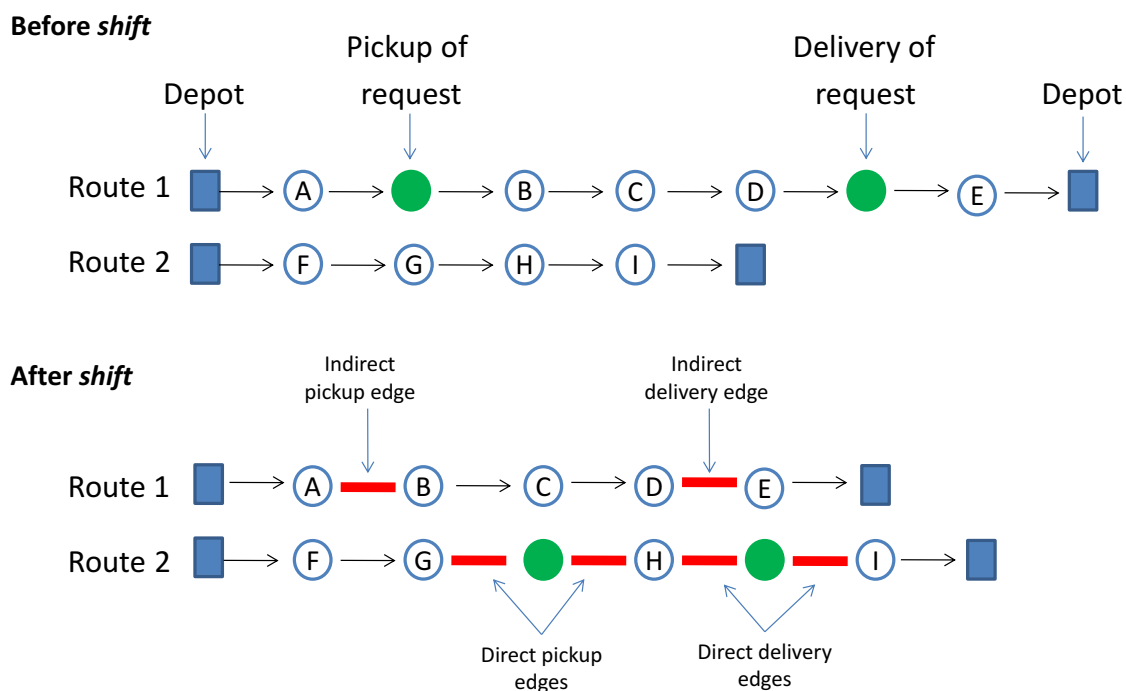 Before shift
Pickup of
request
Delivery of
request
Depot
Depot
Route 1
A
B
C
D
E
Route 2
F
G
H
I
After shift
Indirect
pickup edge
Indirect
delivery edge
Route 1
A
B
C
D
E
Route 2
F
G
H
I
Direct pickup
edges
Direct delivery
edges